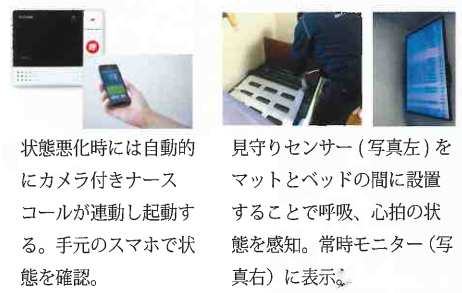 呼
状態悪化時には自動的
にカメラ付きナース
コールが連動し起動す
る。手元のスマホで状
態を確認。
見守りセンサー(写真左)を
マットとベッドの間に設置
することで呼吸、心拍の状
態を感知。常時モニター(写
真右)に表示。